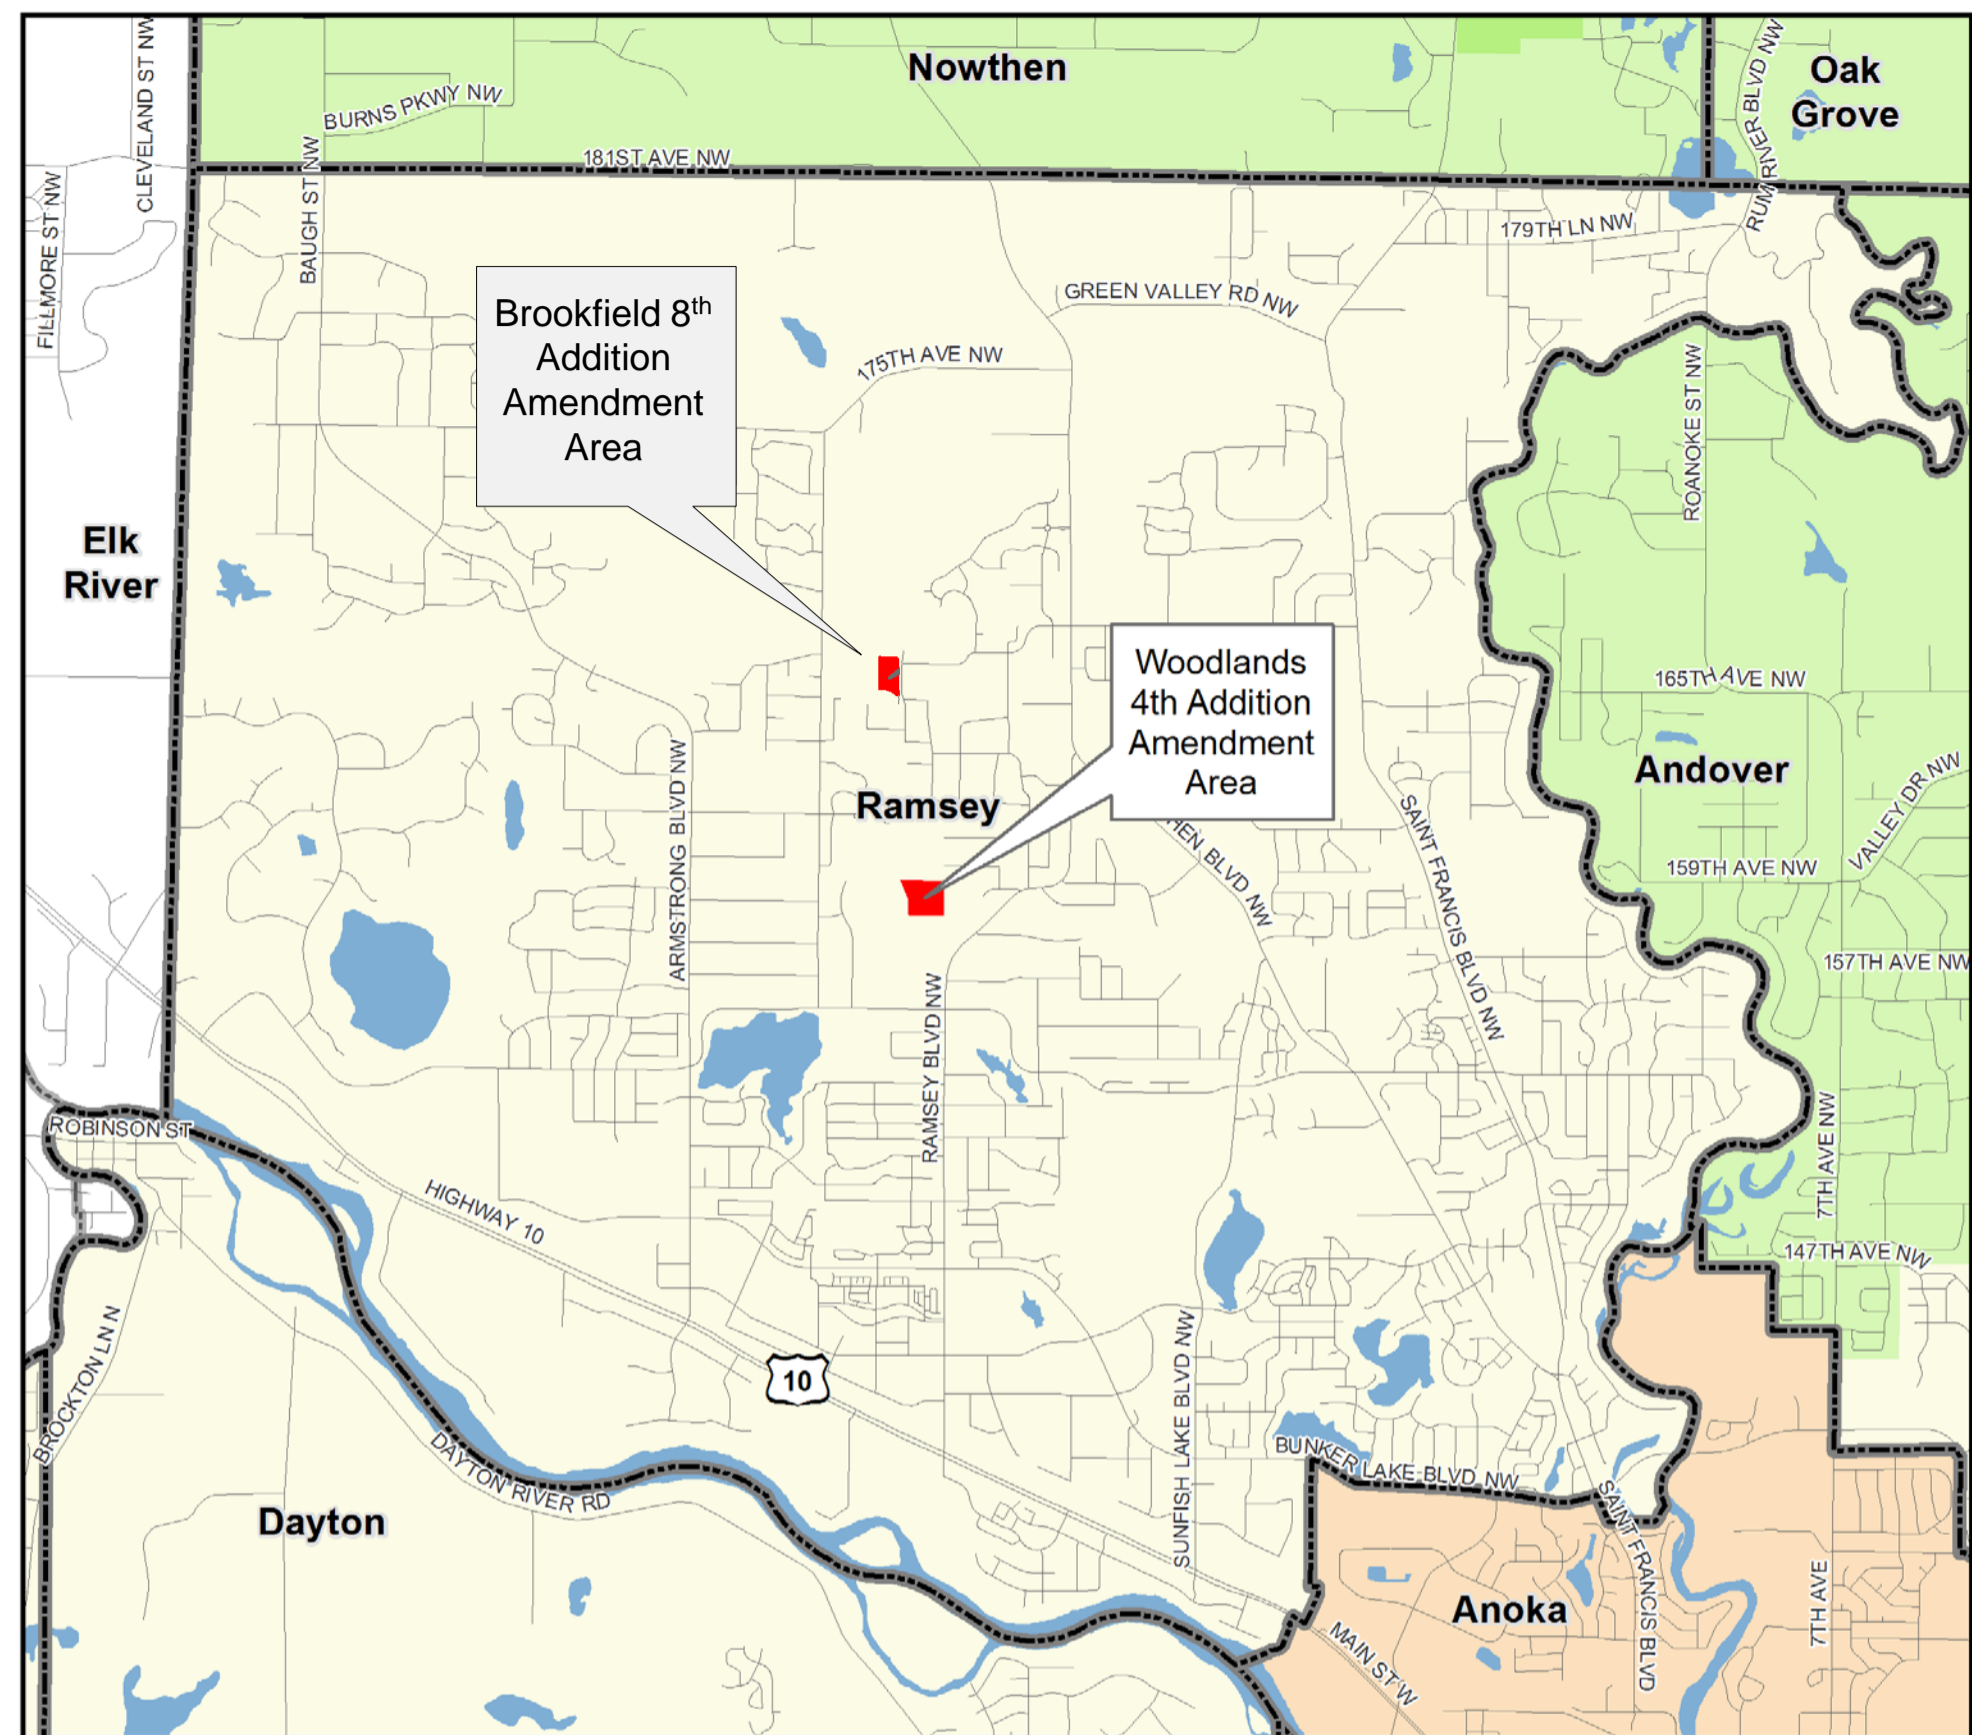 Nowthen
Oak
Grove
CLEVELAND ST NW
BURNS PKWY NW
RUM RIVER BLVD NW
181ST AVE NW
FILLMORE ST NW
BAUGH ST NW
179TH LN NW
GREEN VALLEY RD NW
Brookfield 8th
Addition
Amendment
Area
175TH AVE NW
ROANOKE ST NW
Elk
River
Woodlands
4th Addition
Amendment
Area
165TH AVE NW
Andover
Ramsey
ARMSTRONG BLVD NW
HEN BLVD NW
SAINT FRANCIS BLVD NW
VALLEY DR NW
159TH AVE NW
157TH AVE NW
RAMSEY BLVD NW
ROBINSON ST
7TH AVE NW
HIGHWAY 10
147TH AVE NW
BROCKTON LN N
10
SUNFISH LAKE BLVD NW
BUNKER LAKE BLVD NW
DAYTON RIVER RD
Dayton
SAINT FRANCIS BLVD
Anoka
7TH AVE
MAIN ST W